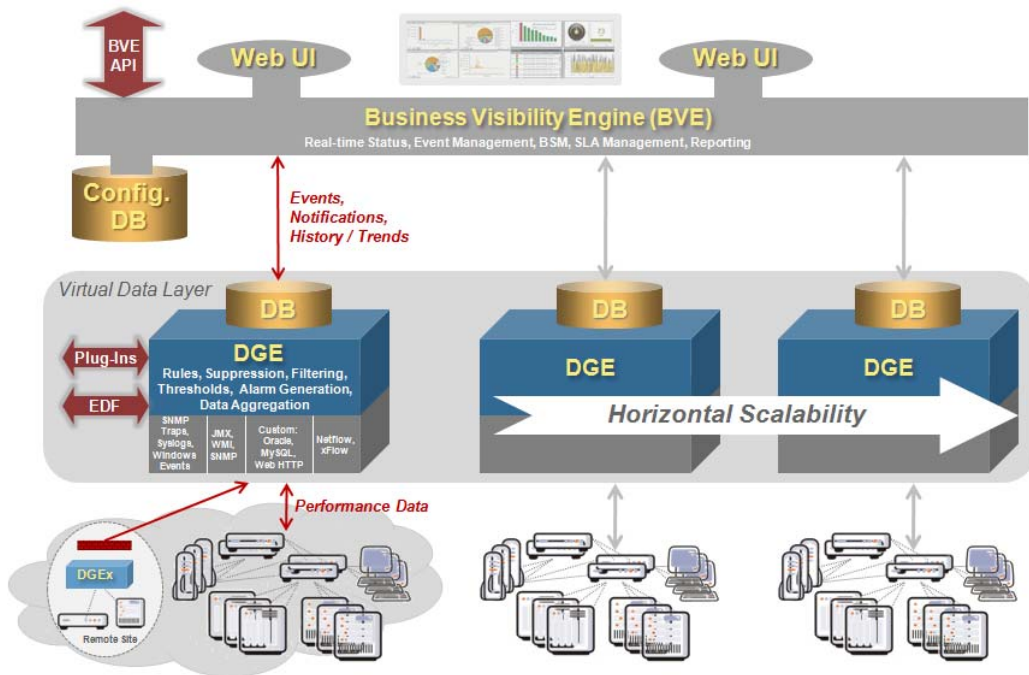 BVE
API
Web UI
Web UI
Business Visibility Engine (BVE)
Real-time Status, Event Management, BSM, SLA Management, Reporting
Config.
DB
Events,
Notifications,
History / Trends
Virtual Data Layer
DB
DB
DB
Plug-Ins
EDF
DGE
Rules, Suppression, Filtering,
Thresholds, Alarm Generation,
Data Aggregation
SNMP
Traps,
Syslogs,
Windows
Events
JMX,
WMI,
SNMP
Custom:
Oracle,
MySQL,
Web HTTP
Netflow,
xFlow
DGE
DGE
Horizontal Scalability
Performance Data
DGEx
Remote Site